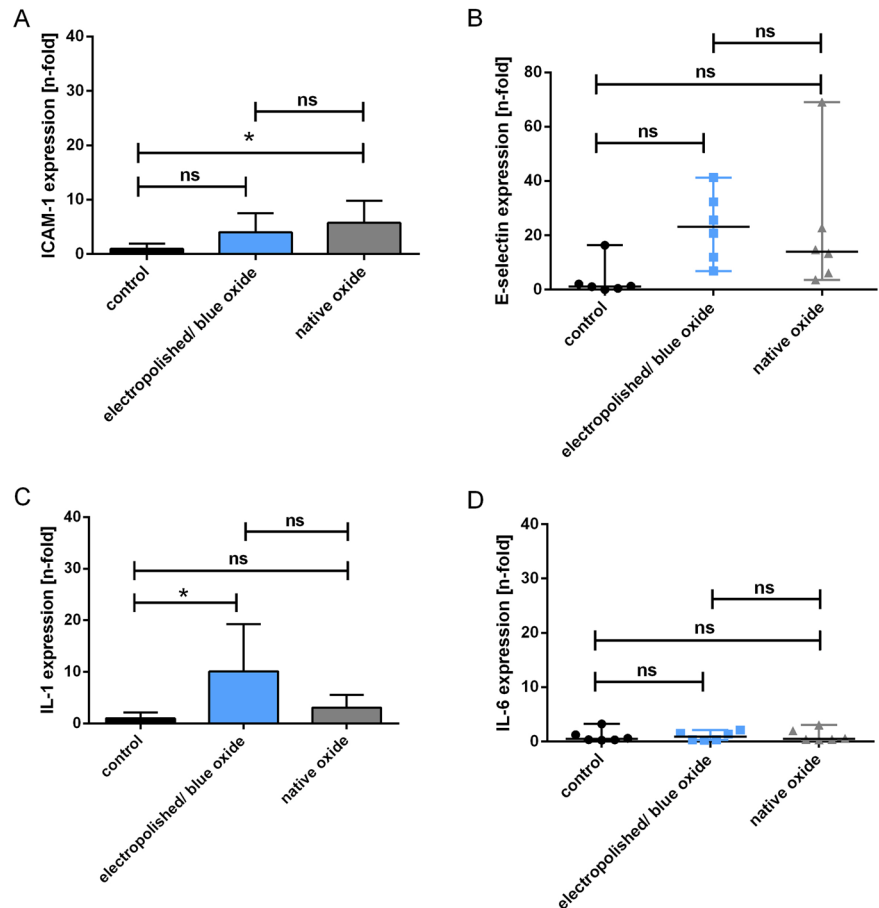 A
ICAM-1 expression [n-fold]
40
30
20
10
0
ns
*
ns
control
electropolished/ blue oxide
native oxide
B
E-selectin expression [n-fold]
80
60
40
20
0
ns
ns
ns
control
electropolished/ blue oxide
native oxide
C
IL-1 expression [n-fold]
40
30
20
10
0
ns
ns
*
control
electropolished/ blue oxide
native oxide
D
IL-6 expression [n-fold]
40
30
20
10
0
ns
ns
ns
control
electropolished/ blue oxide
native oxide